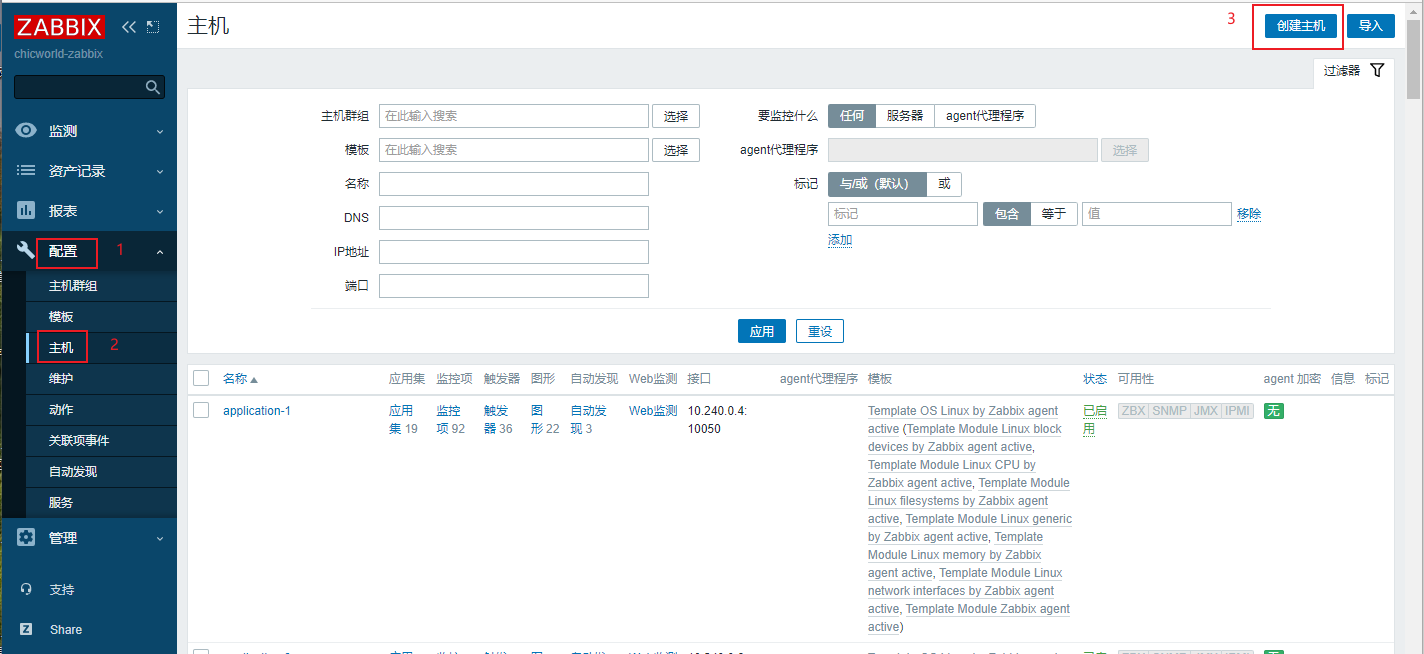 ZABBIX
chicworld-zabbix
监测
资产记录
报表
配置 1
主机群组
模板
主机 2
维护
动作
关联项事件
自动发现
服务
管理
支持
Share
主机
3 创建主机 导入
过滤器
主机群组 在此输入搜索 选择
模板 在此输入搜索 选择
名称
DNS
IP地址
端口
要监控什么 任何 服务器 agent代理程序
agent代理程序 选择
标记 与/或（默认） 或
标记 包含 等于 值 移除
添加
应用 重设
名称 应用集 监控项 触发器 图形 自动发现 Web监测 接口 agent代理程序 模板 状态 可用性 agent 加密 信息 标记
application-1
应用
集 19
监控
项 92
触发
器 36
图
形 22
自动发
现 3
Web监测
10.240.0.4:
10050
Template OS Linux by Zabbix agent
active (Template Module Linux block
devices by Zabbix agent active,
Template Module Linux CPU by
Zabbix agent active, Template Module
Linux filesystems by Zabbix agent
active, Template Module Linux generic
by Zabbix agent active, Template
Module Linux memory by Zabbix
agent active, Template Module Linux
network interfaces by Zabbix agent
active, Template Module Zabbix agent
active)
已启
用
ZBX SNMP JMX IPMI
无